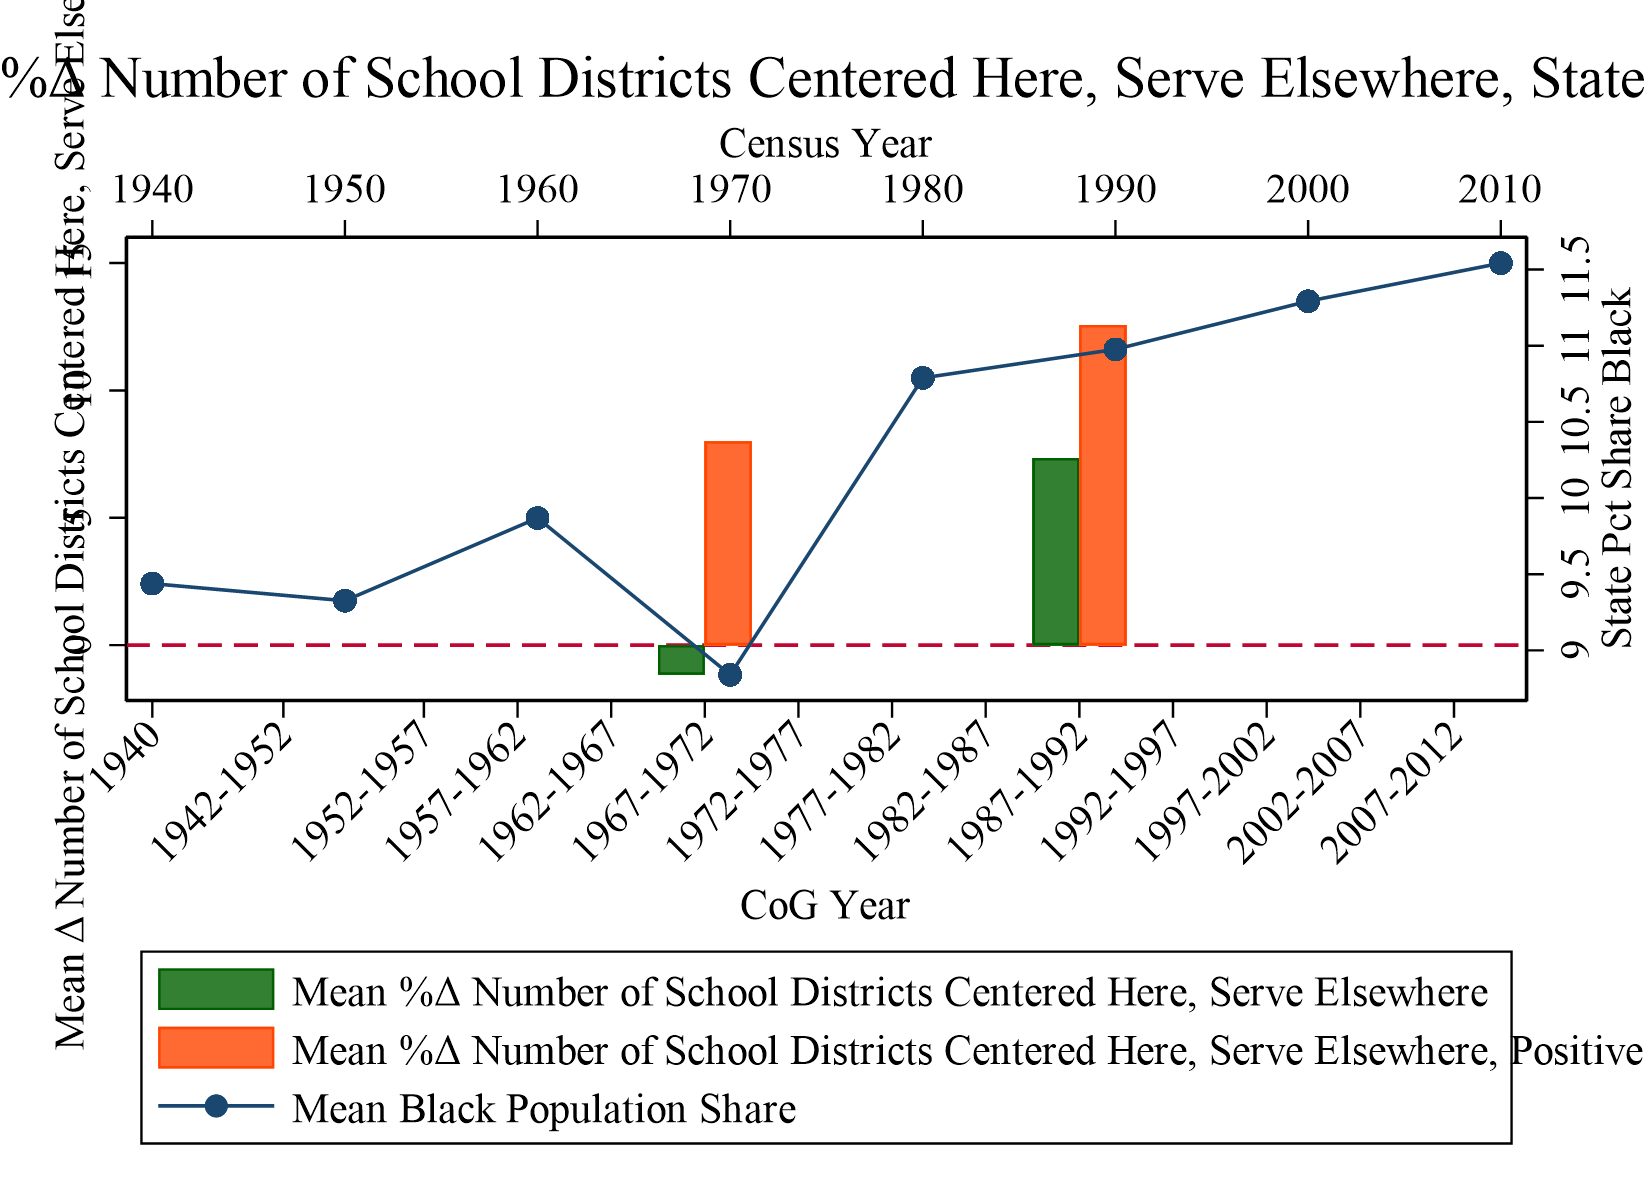 %Δ Number of School Districts Centered Here, Serve Elsewhere, State
Census Year
1940 1950 1960 1970 1980 1990 2000 2010
Mean Δ Number of School Districts Centered Here, Serve Else
0 5 10 15
9 9.5 10 10.5 11 11.5
State Pct Share Black
1940 1942-1952 1952-1957 1957-1962 1962-1967 1967-1972 1972-1977 1977-1982 1982-1987 1987-1992 1992-1997 1997-2002 2002-2007 2007-2012
CoG Year
Mean %Δ Number of School Districts Centered Here, Serve Elsewhere
Mean %Δ Number of School Districts Centered Here, Serve Elsewhere, Positive
Mean Black Population Share